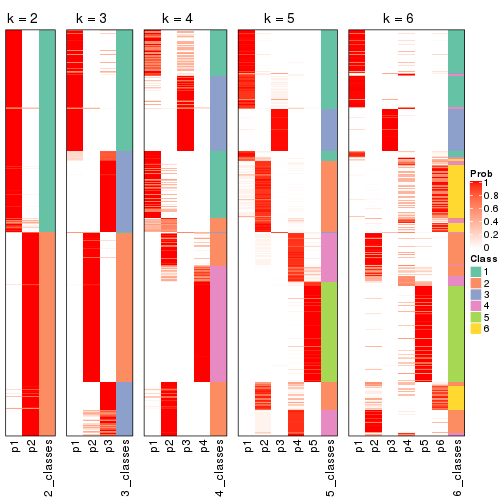 k = 2
k = 3
k = 4
k = 5
k = 6
p1
p2
2_classes
p1
p2
p3
3_classes
p1
p2
p3
p4
4_classes
p1
p2
p3
p4
p5
5_classes
p1
p2
p3
p4
p5
p6
6_classes
Prob
1
0.8
0.6
0.4
0.2
0
Class
1
2
3
4
5
6